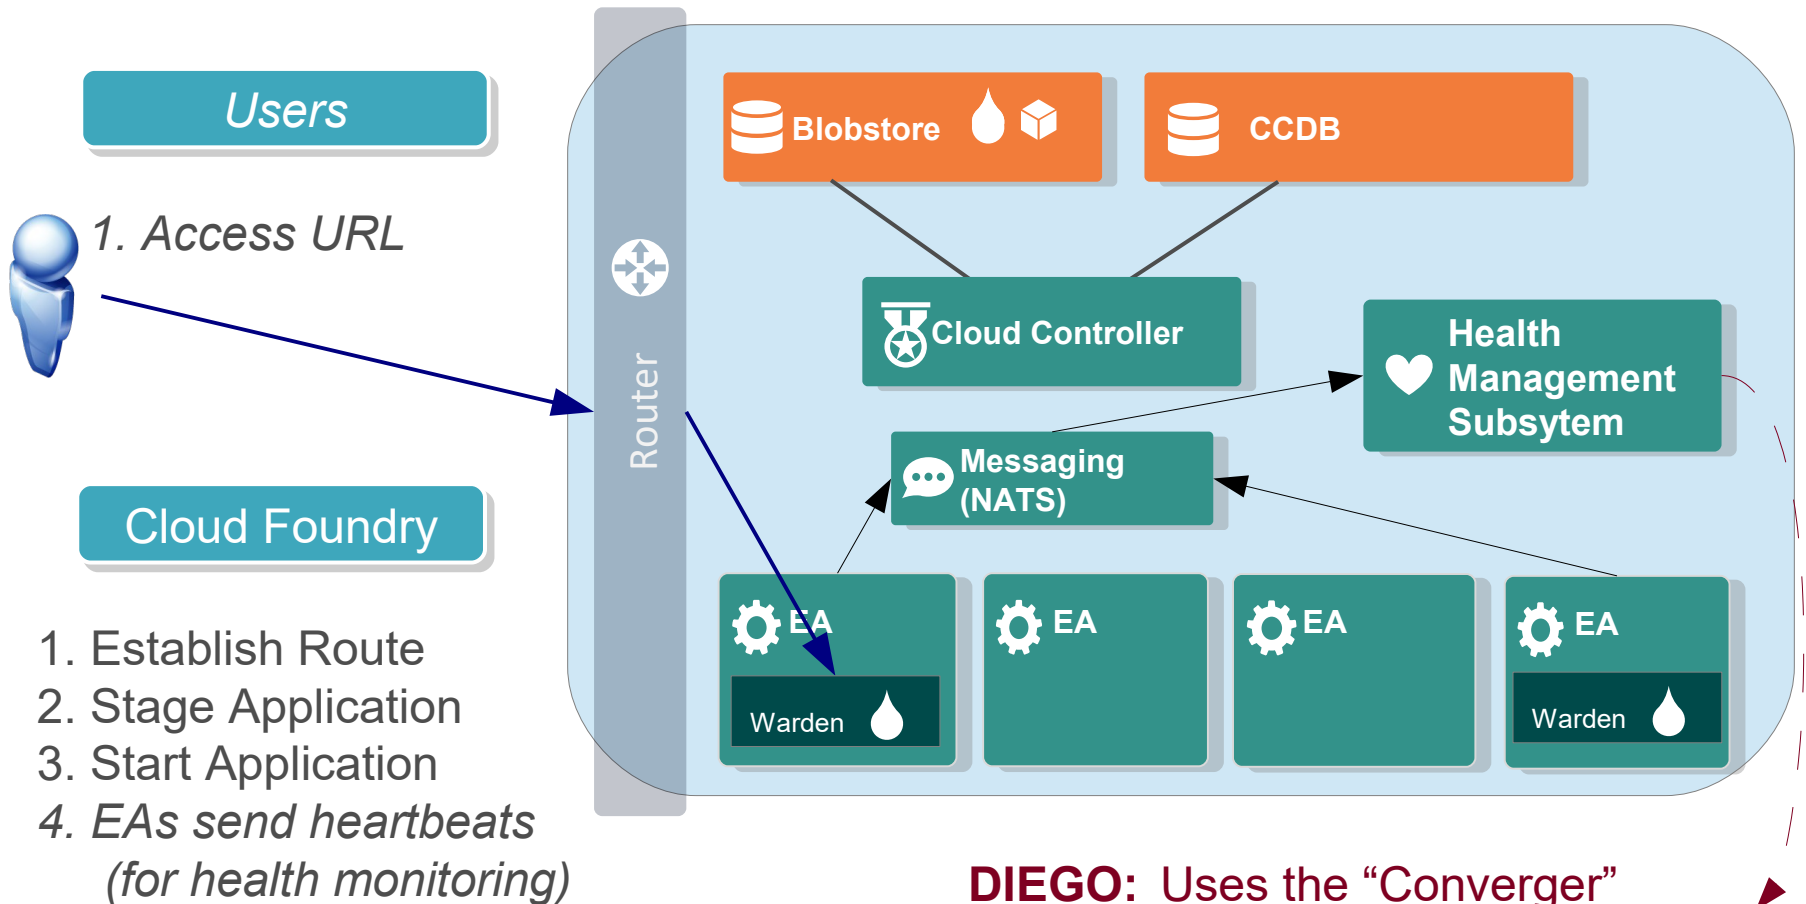 Users
1. Access URL
Cloud Foundry
1. Establish Route
2. Stage Application
3. Start Application
4. EAs send heartbeats
(for health monitoring)
Router
Blobstore
CCDB
Cloud Controller
Health
Management
Subsytem
Messaging
(NATS)
EA
Warden
EA
EA
EA
Warden
DIEGO: Uses the “Converger”